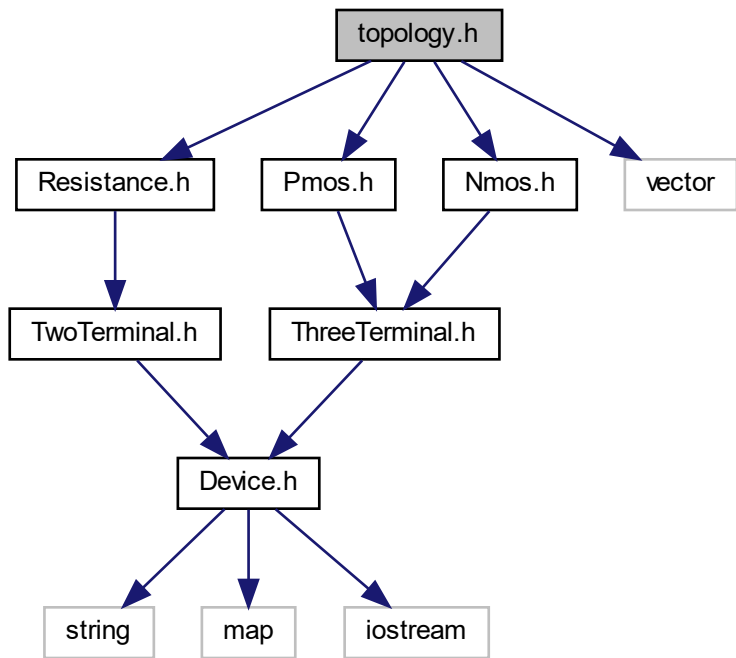 topology.h
Resistance.h
Pmos.h
Nmos.h
vector
TwoTerminal.h
ThreeTerminal.h
Device.h
string
map
iostream